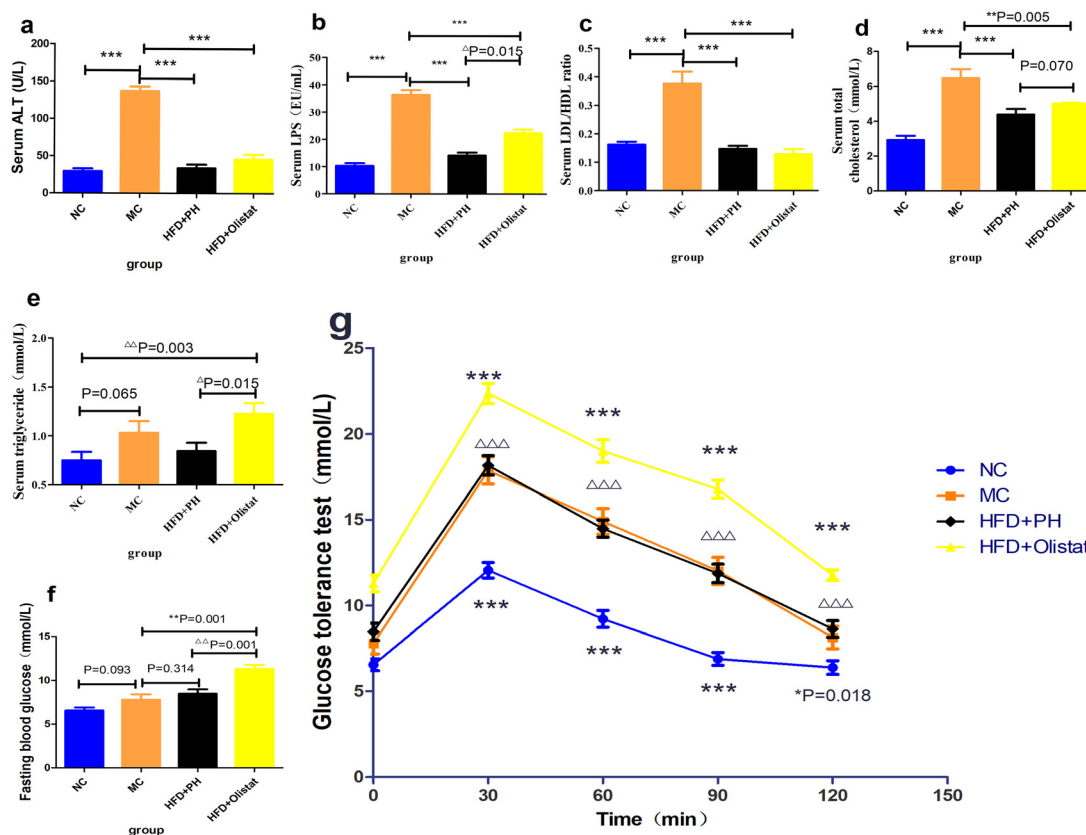 a
Serum ALT (U/L)
200
150
100
50
0
***
***
***
NC
MC
HFD+PH
HFD+Olistat
group
b
Serum LPS (EU/mL)
50
40
30
20
10
0
***
△P=0.015
***
***
NC
MC
HFD+PH
HFD+Olistat
group
c
Serum LDL/HDL ratio
0.5
0.4
0.3
0.2
0.1
0.0
***
***
***
NC
MC
HFD+PH
HFD+Olistat
group
d
Serum total
cholesterol (mmol/L)
8
6
4
2
0
**P=0.005
***
***
P=0.070
NC
MC
HFD+PH
HFD+Olistat
group
e
Serum triglyceride (mmol/L)
2.0
1.5
1.0
0.5
△△P=0.003
P=0.065
△P=0.015
NC
MC
HFD+PH
HFD+Olistat
group
f
Fasting blood glucose (mmol/L)
15
10
5
0
**P=0.001
△△P=0.001
P=0.093
P=0.314
NC
MC
HFD+PH
HFD+Olistat
group
g
Glucose tolerance test (mmol/L)
25
20
15
10
5
0
***
***
***
***
△△△
△△△
△△△
△△△
***
***
***
*P=0.018
0
30
60
90
120
150
Time (min)
NC
MC
HFD+PH
HFD+Olistat